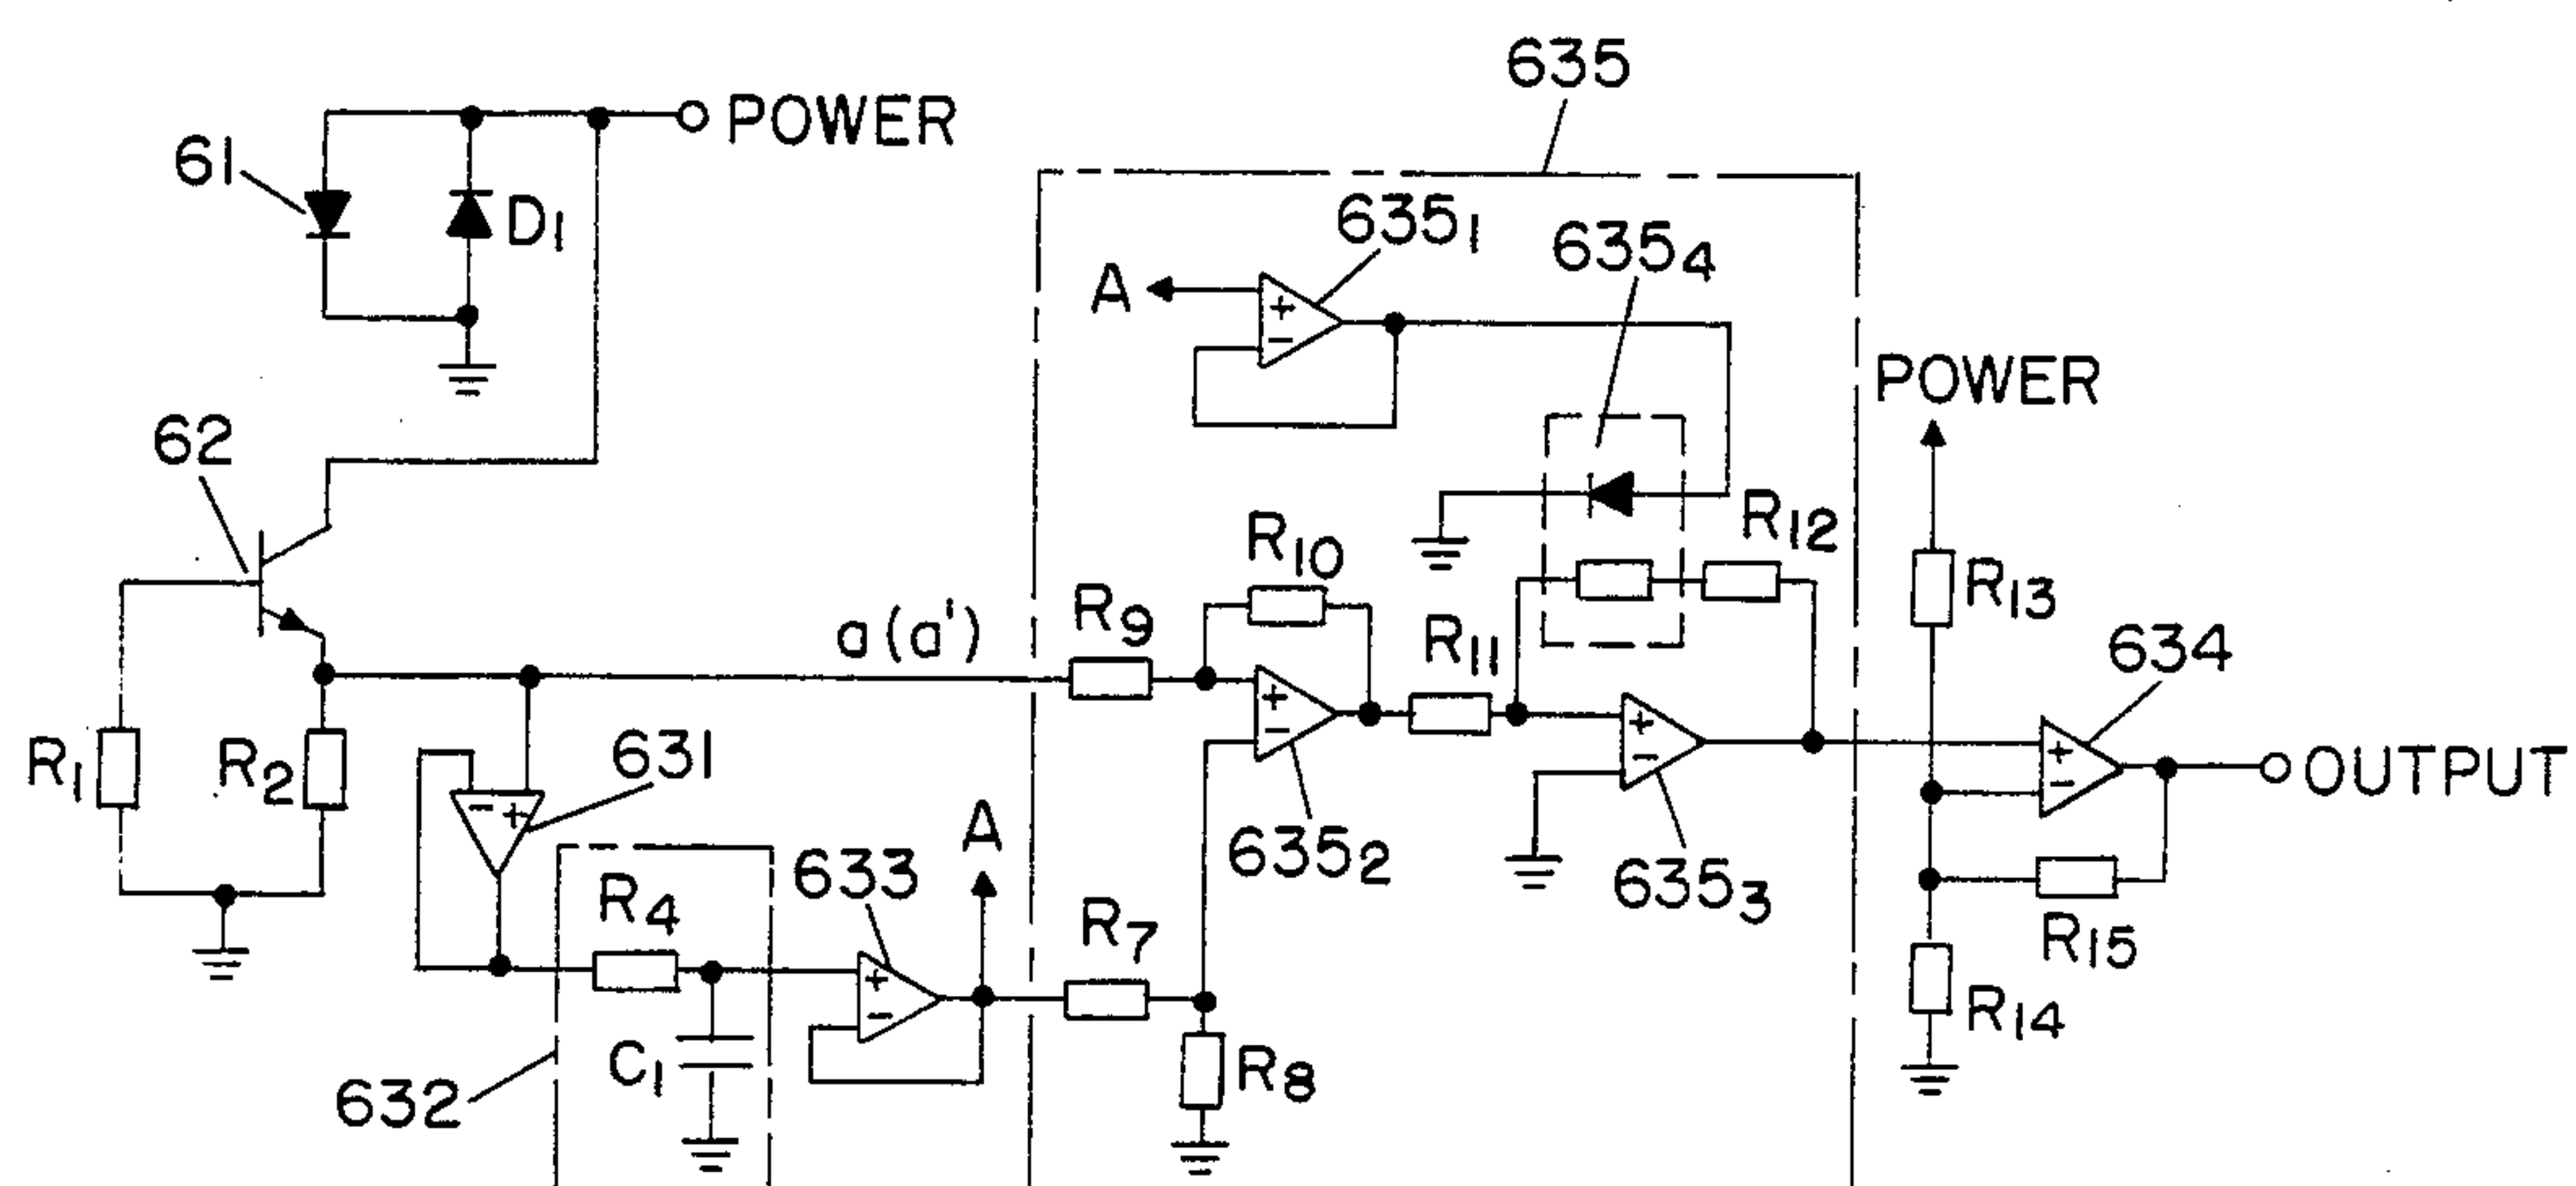 635
POWER
61
D1
6351
6354
A
POWER
62
R12
R10
R13
a(a')
R9
R11
634
+
-
R1
R2
631
OUTPUT
- +
A
6352
6353
R4
633
R7
R15
C1
R8
R14
632